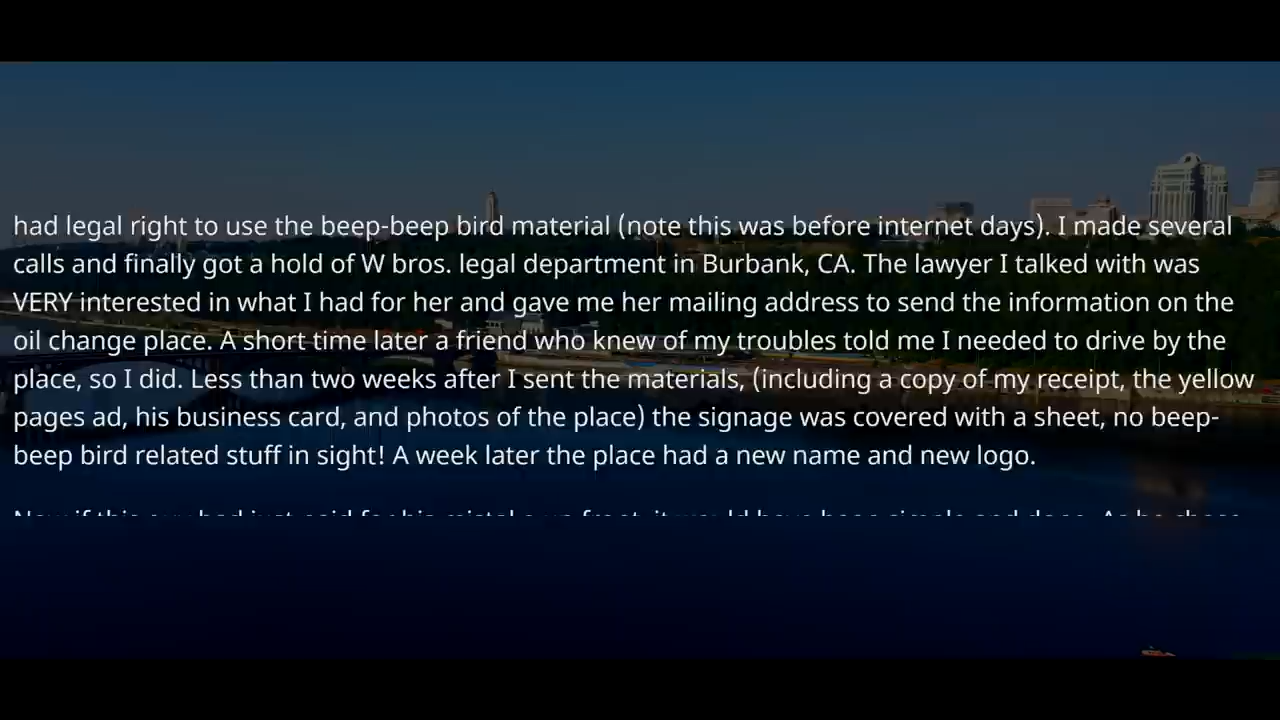 had legal right to use the beep-beep bird material (note this was before internet days). I made several
calls and finally got a hold of W bros. legal department in Burbank, CA. The lawyer I talked with was
VERY interested in what I had for her and gave me her mailing address to send the information on the
oil change place. A short time later a friend who knew of my troubles told me I needed to drive by the
place, so I did. Less than two weeks after I sent the materials, (including a copy of my receipt, the yellow
pages ad, his business card, and photos of the place) the signage was covered with a sheet, no beep-
beep bird related stuff in sight! A week later the place had a new name and new logo.